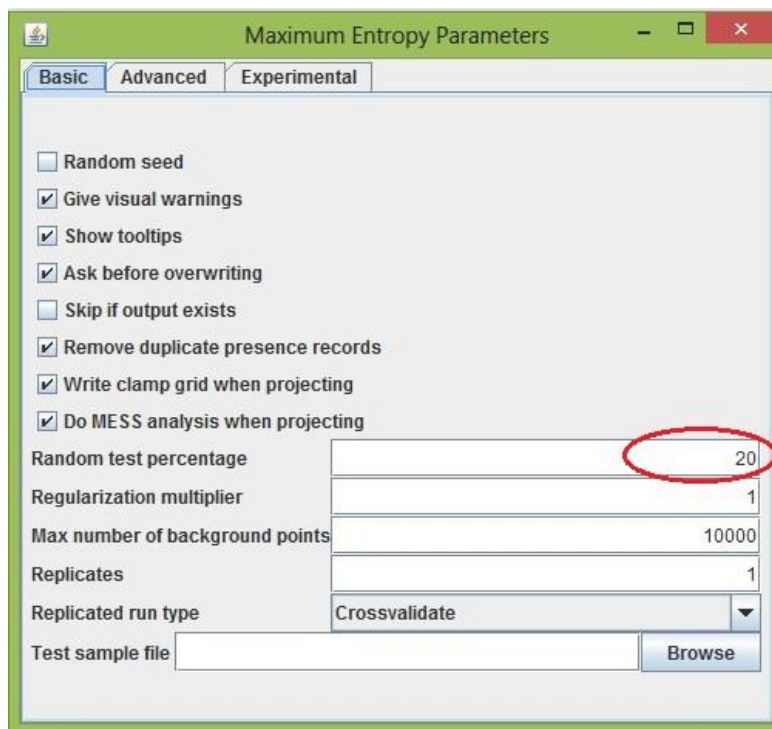 Maximum Entropy Parameters
Basic Advanced Experimental
Random seed
Give visual warnings
Show tooltips
Ask before overwriting
Skip if output exists
Remove duplicate presence records
Write clamp grid when projecting
Do MESS analysis when projecting
Random test percentage 20
Regularization multiplier 1
Max number of background points 10000
Replicates 1
Replicated run type Crossvalidate
Test sample file Browse